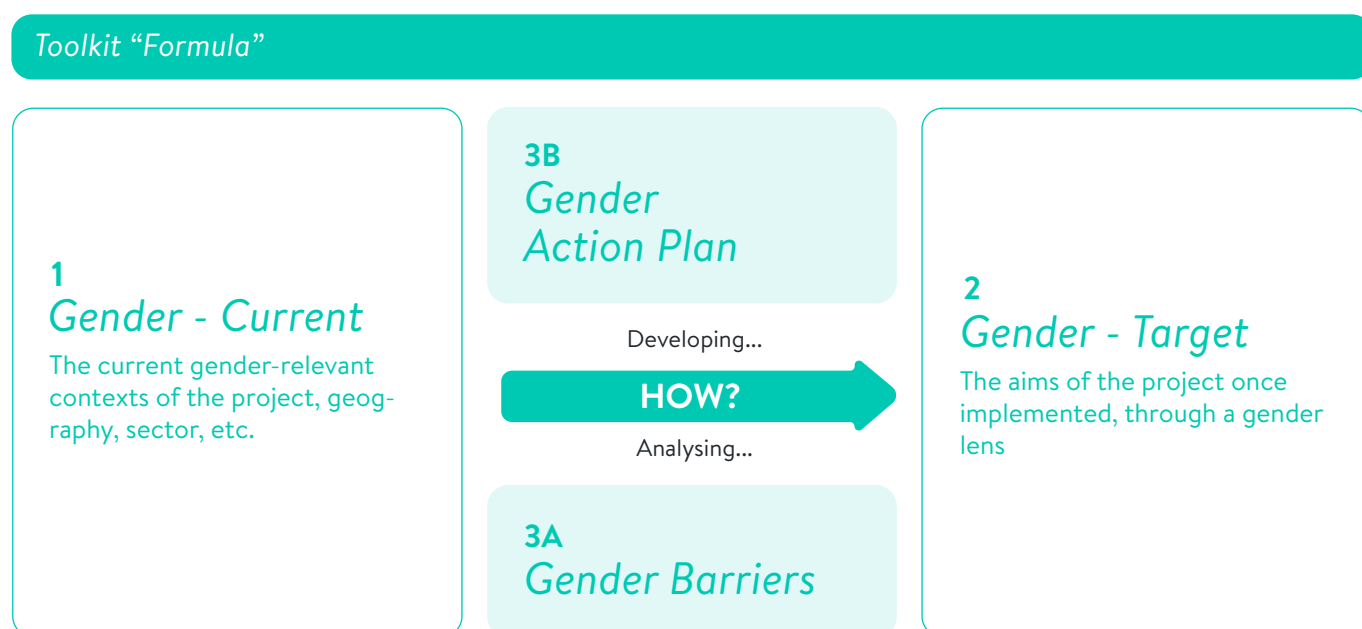 Toolkit “Formula”
1
Gender - Current
The current gender-relevant
contexts of the project, geog-
raphy, sector, etc.
3B
Gender
Action Plan
Developing...
HOW?
Analysing...
3A
Gender Barriers
2
Gender - Target
The aims of the project once
implemented, through a gender
lens